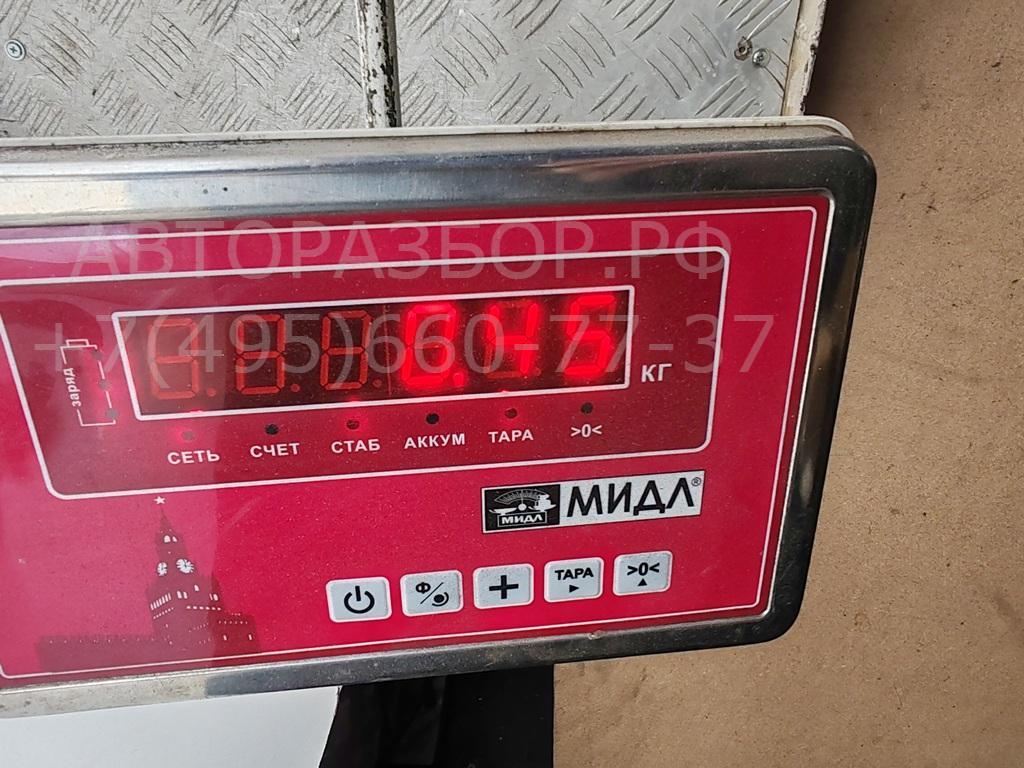 АВТОРАЗБОР.РФ
+7(495)660-77-37
0.45
КГ
заряд
СЕТЬ СЧЕТ СТАБ АККУМ ТАРА >0<
МИДЛ МИДЛ®
Ф/ + ТАРА >0<